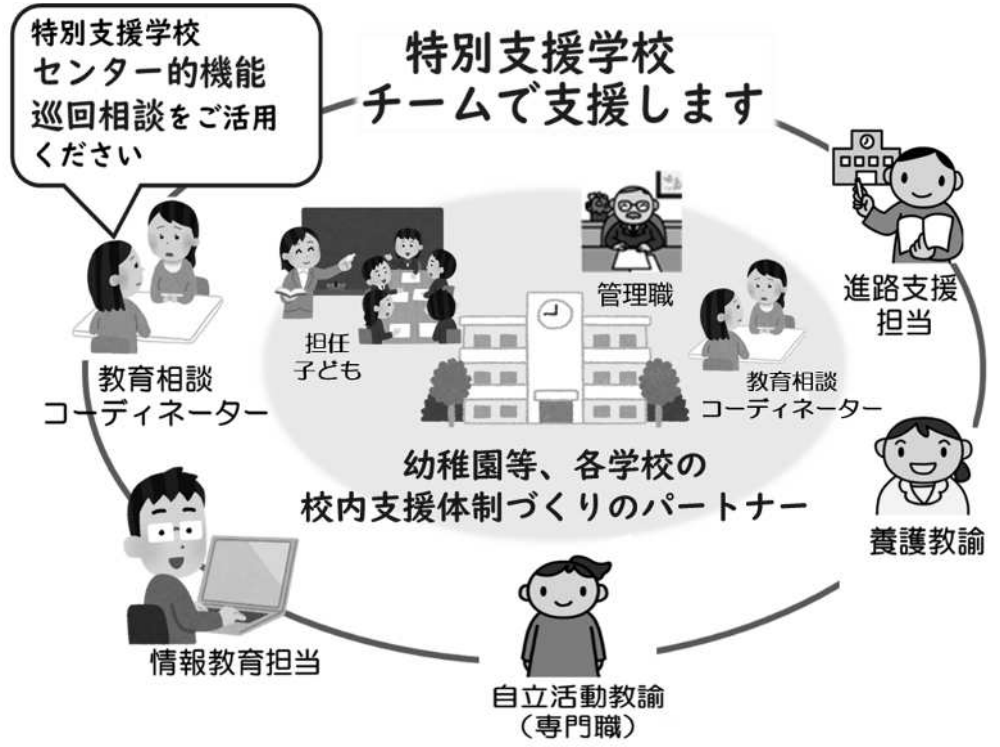 特別支援学校
センター的機能
巡回相談をご活用
ください
特別支援学校
チームで支援します
進路支援
担当
管理職
担任
子ども
教育相談
コーディネーター
教育相談
コーディネーター
幼稚園等、各学校の
校内支援体制づくりのパートナー
養護教諭
情報教育担当
自立活動教諭
（専門職）